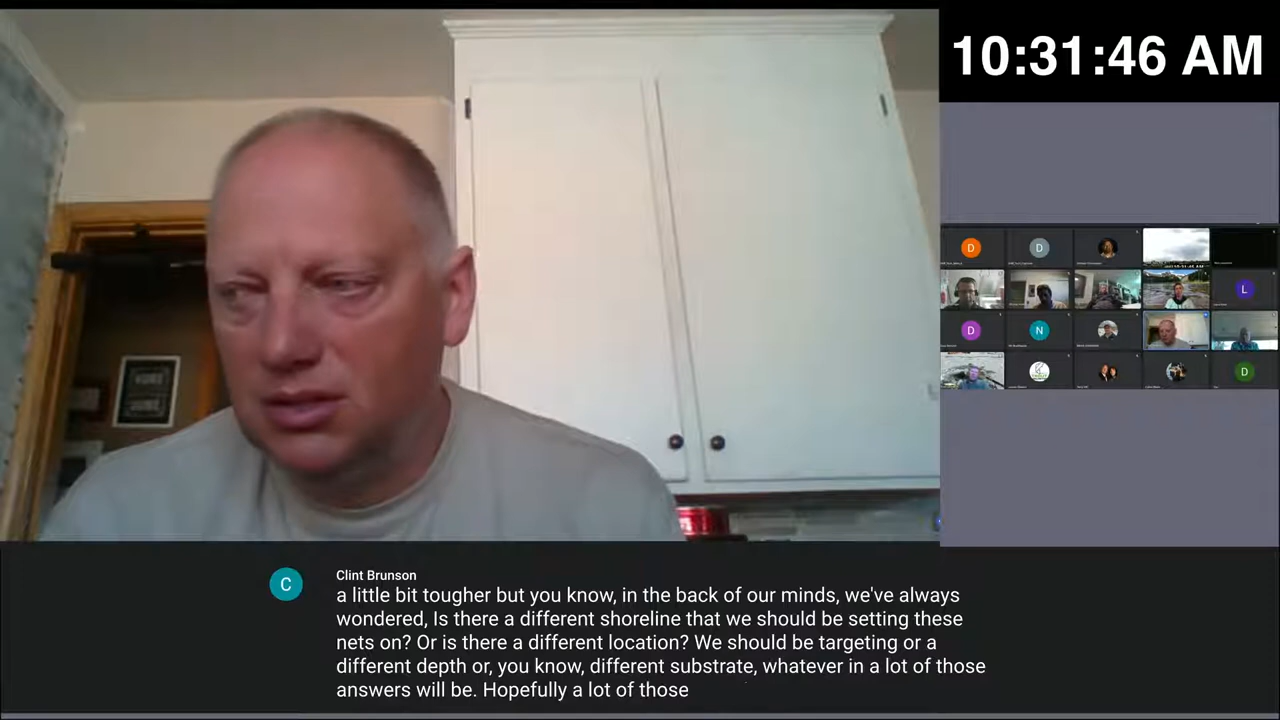 10:31:46 AM
D
D
L
D
N
D
C
Clint Brunson
a little bit tougher but you know, in the back of our minds, we've always
wondered, Is there a different shoreline that we should be setting these
nets on? Or is there a different location? We should be targeting or a
different depth or, you know, different substrate, whatever in a lot of those
answers will be. Hopefully a lot of those